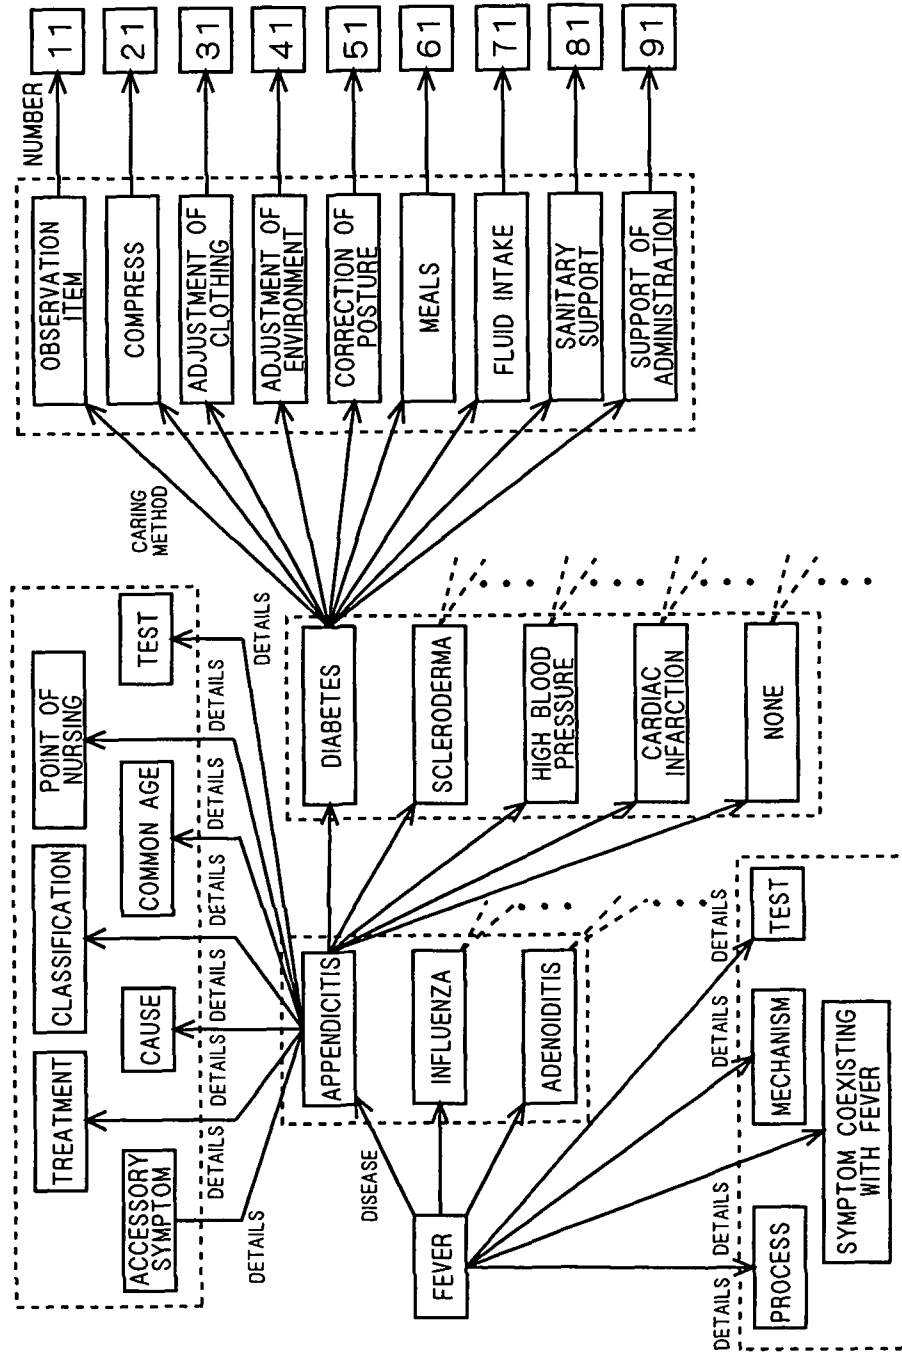 ACCESSORY
SYMPTOM
TREATMENT
CAUSE
CLASSIFICATION
COMMON AGE
POINT OF
NURSING
TEST
DETAILS
DETAILS
DETAILS
DETAILS
DETAILS
DETAILS
DETAILS
FEVER
DISEASE
APPENDICITIS
INFLUENZA
ADENOIDITIS
DIABETES
SCLERODERMA
HIGH BLOOD
PRESSURE
CARDIAC
INFARCTION
NONE
CARING
METHOD
OBSERVATION
ITEM
COMPRESS
ADJUSTMENT OF
CLOTHING
ADJUSTMENT OF
ENVIRONMENT
CORRECTION OF
POSTURE
MEALS
FLUID INTAKE
SANITARY
SUPPORT
SUPPORT OF
ADMINISTRATION
NUMBER
11
21
31
41
51
61
71
81
91
DETAILS
DETAILS
DETAILS
DETAILS
PROCESS
SYMPTOM COEXISTING
WITH FEVER
MECHANISM
TEST